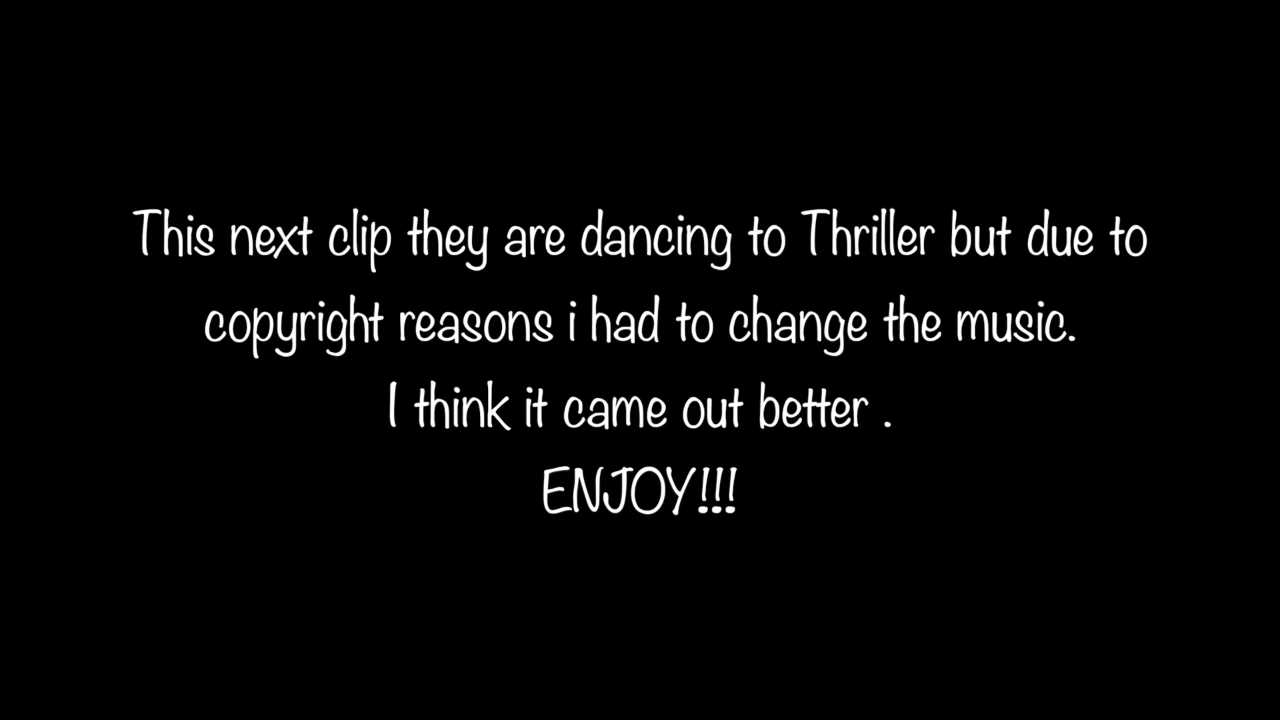 This next clip they are dancing to Thriller but due to
copyright reasons i had to change the music.
I think it came out better .
ENJOY!!!